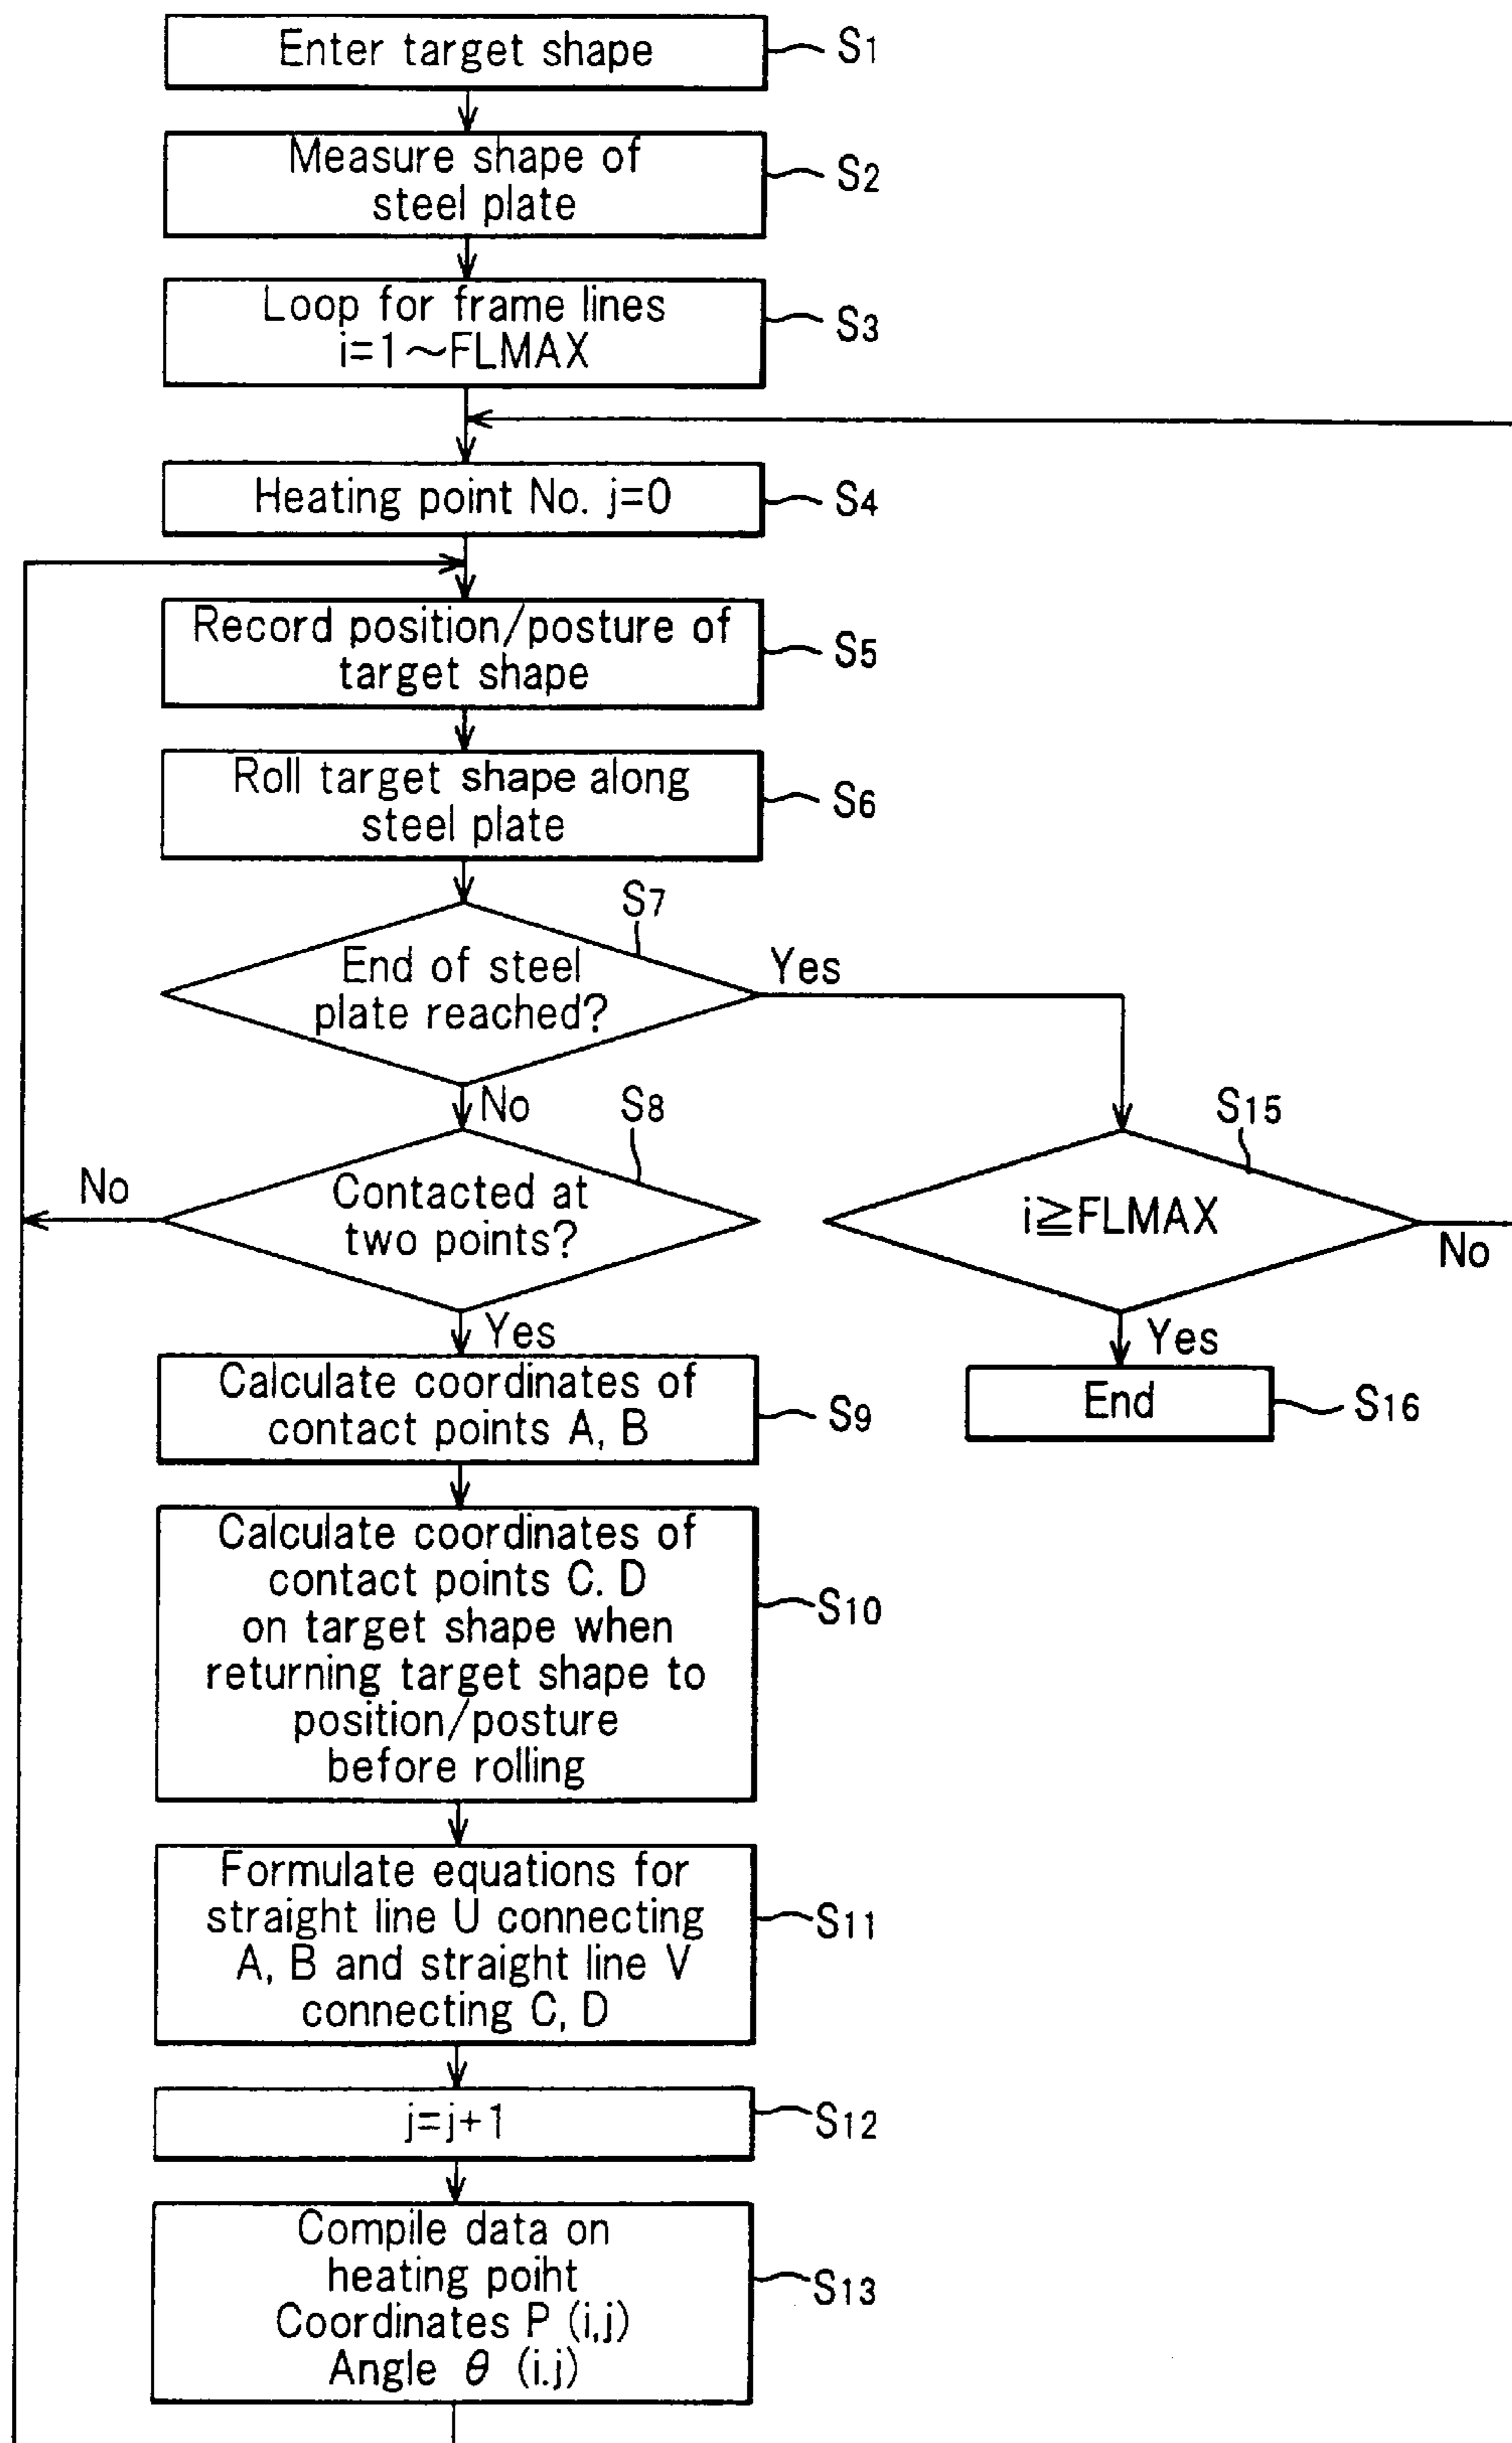 Enter target shape
S1
Measure shape of
steel plate
S2
Loop for frame lines
i=1~FLMAX
S3
Heating point No. j=0
S4
Record position/posture of
target shape
S5
Roll target shape along
steel plate
S6
S7
End of steel
plate reached?
Yes
No
S8
Contacted at
two points?
No
Yes
S15
i≧FLMAX
No
Yes
End
S16
Calculate coordinates of
contact points A, B
S9
Calculate coordinates of
contact points C. D
on target shape when
returning target shape to
position/posture
before rolling
S10
Formulate equations for
straight line U connecting
A, B and straight line V
connecting C, D
S11
j=j+1
S12
Compile data on
heating poiht
Coordinates P (i,j)
Angle θ (i.j)
S13